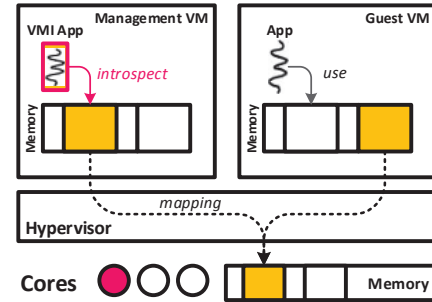 Management VM
Guest VM
VMI App
App
introspect
use
Memory
Memory
mapping
Hypervisor
Cores
Memory